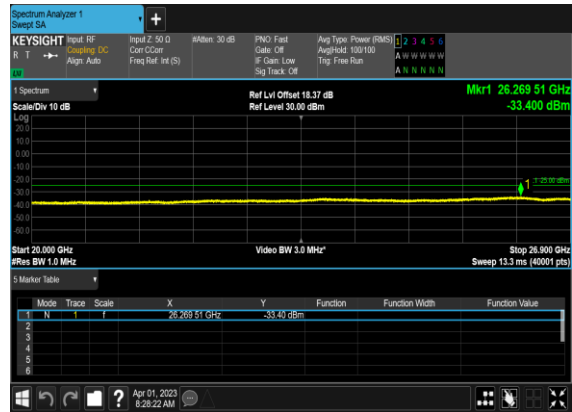 Spectrum Analyzer 1
Swept SA
KEYSIGHT
R T
Input: RF
Coupling: DC
Align: Auto
Input Z: 50 Ω
Corr CCorr
Freq Ref: Int (S)
#Atten: 30 dB
PNO: Fast
Gate: Off
IF Gain: Low
Sig Track: Off
Avg Type: Power (RMS)
Avg|Hold: 100/100
Trig: Free Run
1 2 3 4 5 6
A W W W W W
A N N N N N
1 Spectrum
Ref Lvl Offset 18.37 dB
Mkr1 26.269 51 GHz
Scale/Div 10 dB
Ref Level 30.00 dBm
-33.400 dBm
Log
20.0
10.0
0.00
-10.0
-20.0
-30.0
-40.0
-50.0
-60.0
1
-25.00 dBm
Start 20.000 GHz
Video BW 3.0 MHz*
Stop 26.900 GHz
#Res BW 1.0 MHz
Sweep 13.3 ms (40001 pts)
5 Marker Table
Mode Trace Scale X Y Function Function Width Function Value
1 N 1 f 26.269 51 GHz -33.40 dBm
2
3
4
5
6
?
Apr 01, 2023
8:28:22 AM